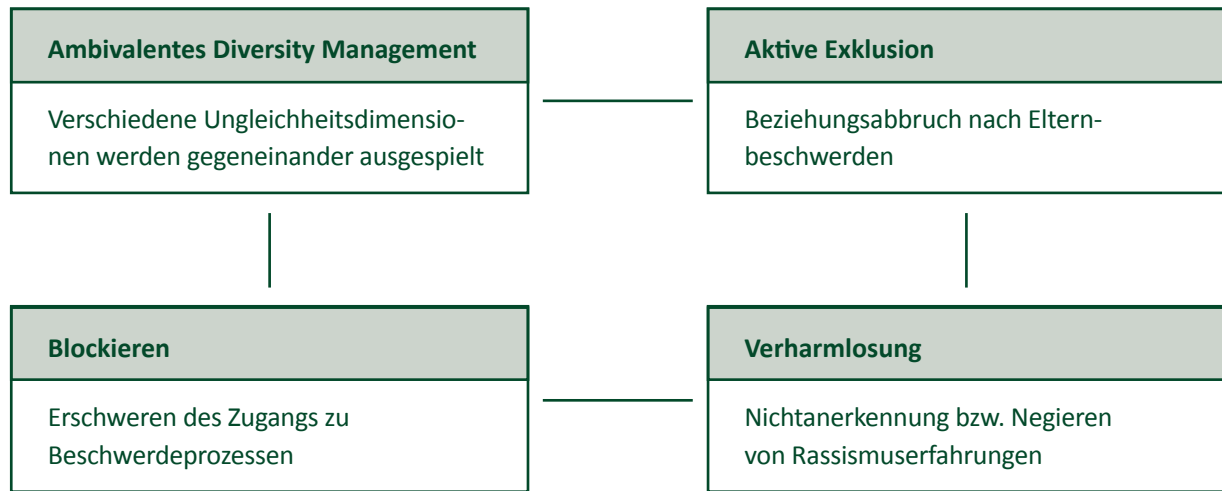 Ambivalentes Diversity Management
Verschiedene Ungleichheitsdimensio-
nen werden gegeneinander ausgespielt
Aktive Exklusion
Beziehungsabbruch nach Eltern-
beschwerden
Blockieren
Erschweren des Zugangs zu
Beschwerdeprozessen
Verharmlosung
Nichtanerkennung bzw. Negieren
von Rassismuserfahrungen